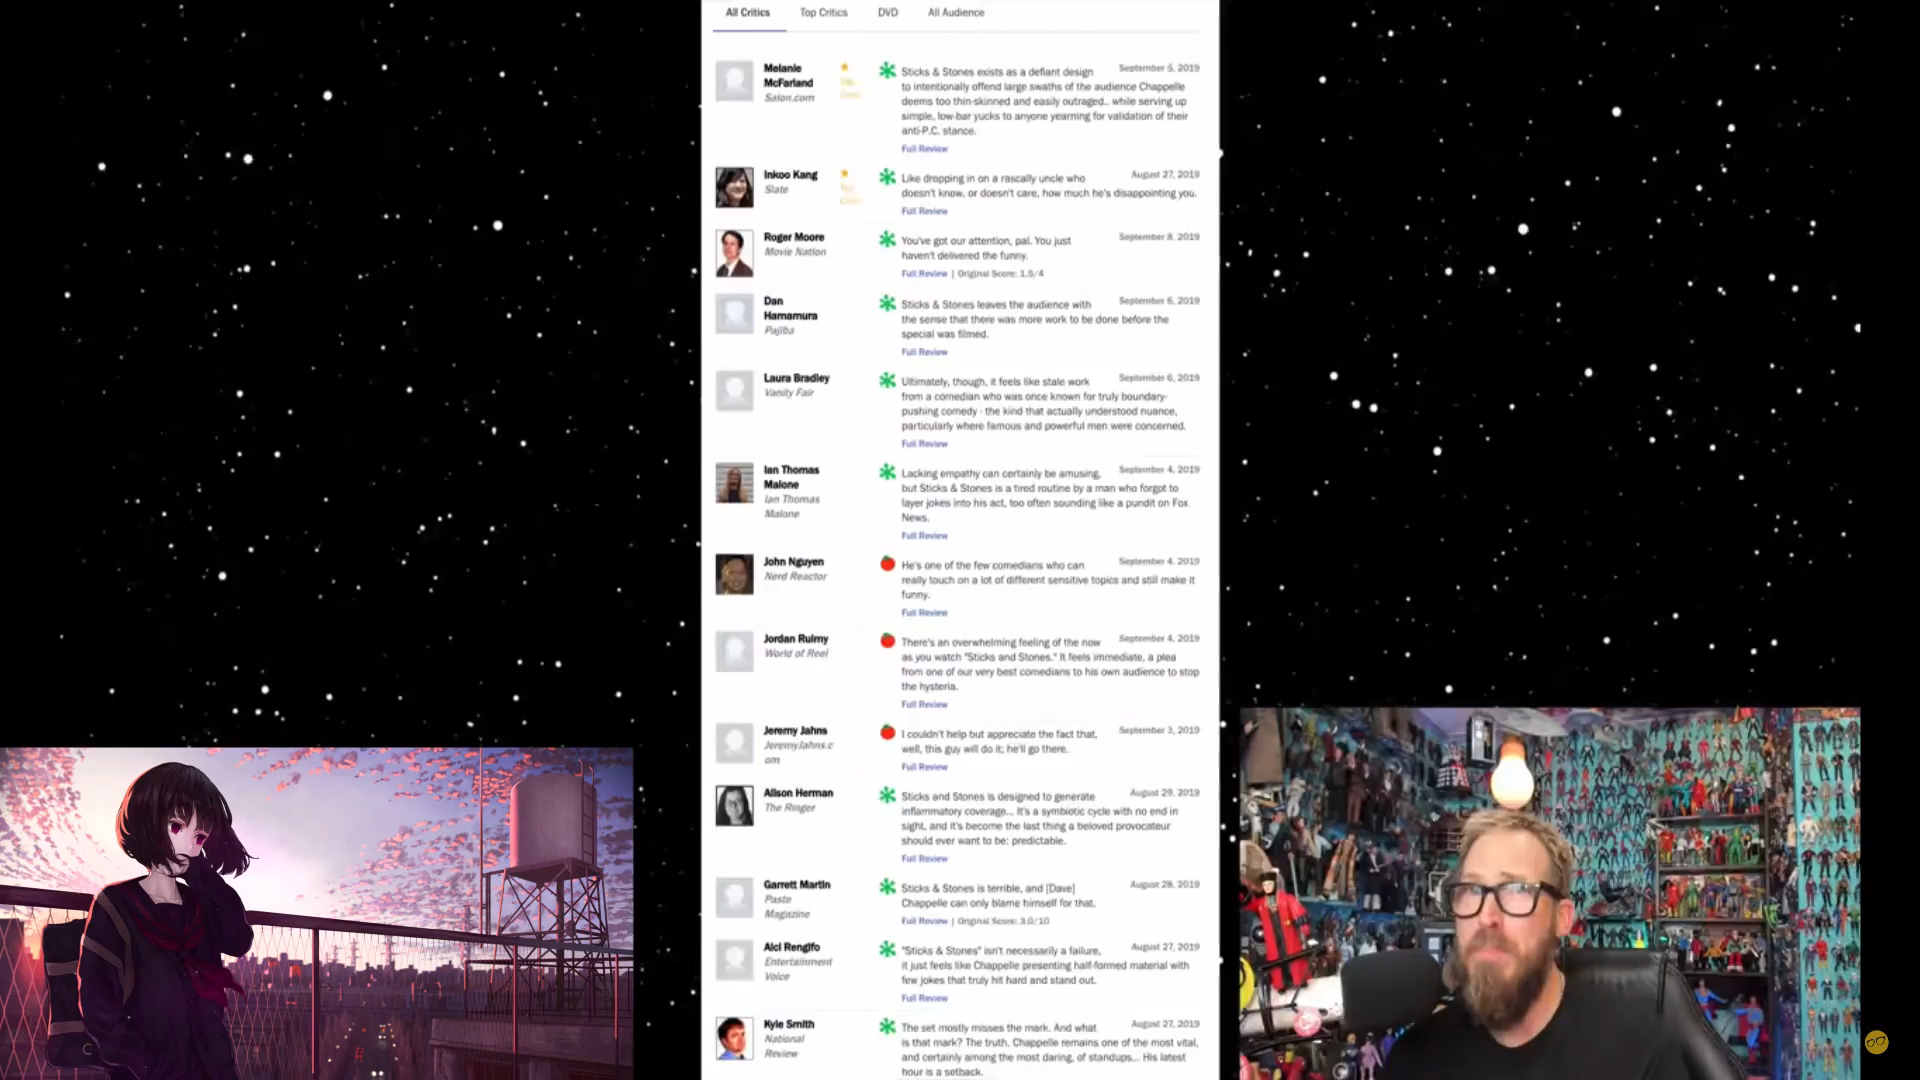 All Critics
Top Critics
DVD
All Audience
Melanie
McFarland
Salon.com
September 5, 2019
Sticks & Stones exists as a defiant design
to intentionally offend large swaths of the audience Chappelle
deems too thin-skinned and easily outraged.. while serving up
simple, low-bar yucks to anyone yearning for validation of their
anti-P.C. stance.
Full Review
Inkoo Kang
Slate
August 27, 2019
Like dropping in on a rascally uncle who
doesn't know, or doesn't care, how much he's disappointing you.
Full Review
Roger Moore
Movie Nation
September 8, 2019
You've got our attention, pal. You just
haven't delivered the funny.
Full Review | Original Score: 1.5/4
Dan
Hamamura
Pajiba
September 6, 2019
Sticks & Stones leaves the audience with
the sense that there was more work to be done before the
special was filmed.
Full Review
Laura Bradley
Vanity Fair
September 6, 2019
Ultimately, though, it feels like stale work
from a comedian who was once known for truly boundary-
pushing comedy - the kind that actually understood nuance,
particularly where famous and powerful men were concerned.
Full Review
Ian Thomas
Malone
Ian Thomas
Malone
September 4, 2019
Lacking empathy can certainly be amusing,
but Sticks & Stones is a tired routine by a man who forgot to
layer jokes into his act, too often sounding like a pundit on Fox
News.
Full Review
John Nguyen
Nerd Reactor
September 4, 2019
He's one of the few comedians who can
really touch on a lot of different sensitive topics and still make it
funny.
Full Review
Jordan Ruimy
World of Reel
September 4, 2019
There's an overwhelming feeling of the now
as you watch "Sticks and Stones." It feels immediate, a plea
from one of our very best comedians to his own audience to stop
the hysteria.
Full Review
Jeremy Jahns
JeremyJahns.c
om
September 3, 2019
I couldn't help but appreciate the fact that,
well, this guy will do it; he'll go there.
Full Review
Alison Herman
The Ringer
August 29, 2019
Sticks and Stones is designed to generate
inflammatory coverage... It's a symbiotic cycle with no end in
sight, and it's become the last thing a beloved provocateur
should ever want to be: predictable.
Full Review
Garrett Martin
Paste
Magazine
August 28, 2019
Sticks & Stones is terrible, and [Dave]
Chappelle can only blame himself for that.
Full Review | Original Score: 3.0/10
Alci Rengifo
Entertainment
Voice
August 27, 2019
"Sticks & Stones" isn't necessarily a failure,
it just feels like Chappelle presenting half-formed material with
few jokes that truly hit hard and stand out.
Full Review
Kyle Smith
National
Review
August 27, 2019
The set mostly misses the mark. And what
is that mark? The truth. Chappelle remains one of the most vital,
and certainly among the most daring, of standups... His latest
hour is a setback.